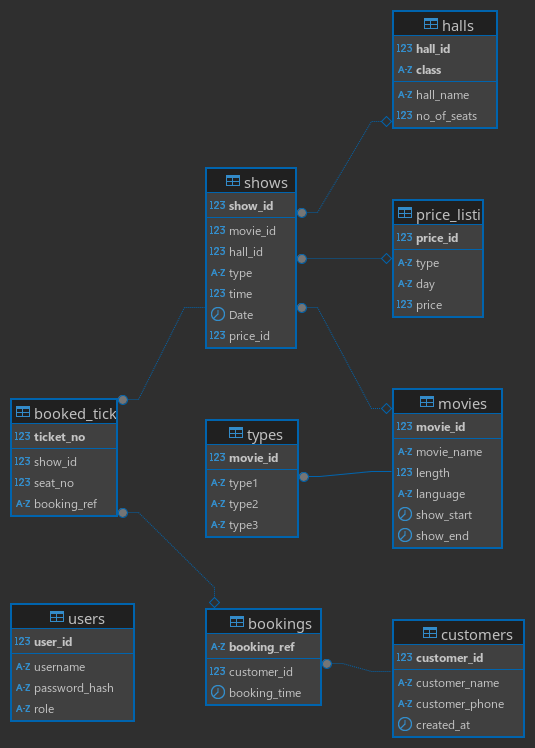 halls
123 hall_id
A-Z class
A-Z hall_name
123 no_of_seats
shows
123 show_id
123 movie_id
123 hall_id
A-Z type
123 time
Date
123 price_id
price_listi
123 price_id
A-Z type
A-Z day
123 price
booked_tick
123 ticket_no
123 show_id
123 seat_no
A-Z booking_ref
types
123 movie_id
A-Z type1
A-Z type2
A-Z type3
movies
123 movie_id
A-Z movie_name
123 length
A-Z language
show_start
show_end
users
123 user_id
A-Z username
A-Z password_hash
A-Z role
bookings
A-Z booking_ref
123 customer_id
booking_time
customers
123 customer_id
A-Z customer_name
A-Z customer_phone
created_at